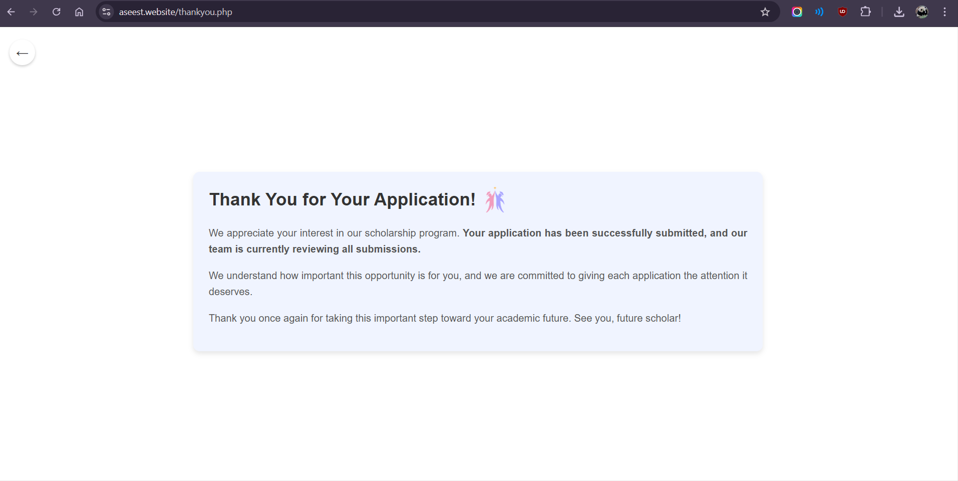 aseest.website/thankyou.php
UD
←
Thank You for Your Application!
We appreciate your interest in our scholarship program. Your application has been successfully submitted, and our
team is currently reviewing all submissions.
We understand how important this opportunity is for you, and we are committed to giving each application the attention it
deserves.
Thank you once again for taking this important step toward your academic future. See you, future scholar!